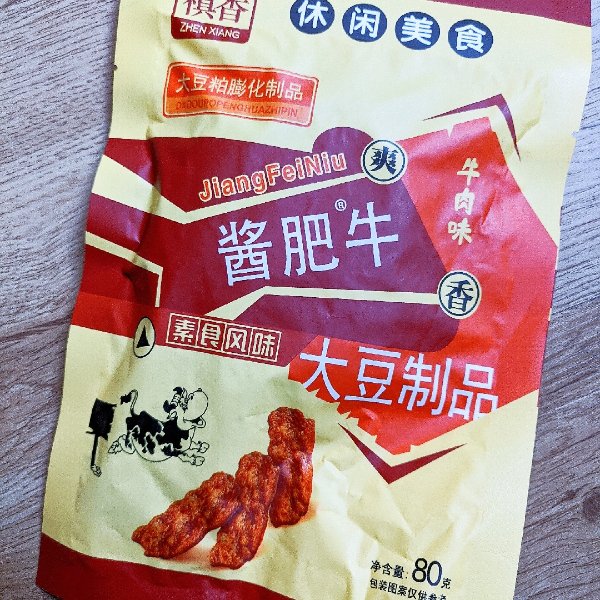 禛香
ZHEN XIANG
休闲美食
大豆粕膨化制品
DADOUROPENGHUAZHIPIN
JiangFeiNiu
爽
牛肉味
酱肥牛®
香
素食风味
大豆制品
净含量: 80克
包装图案仅供参考